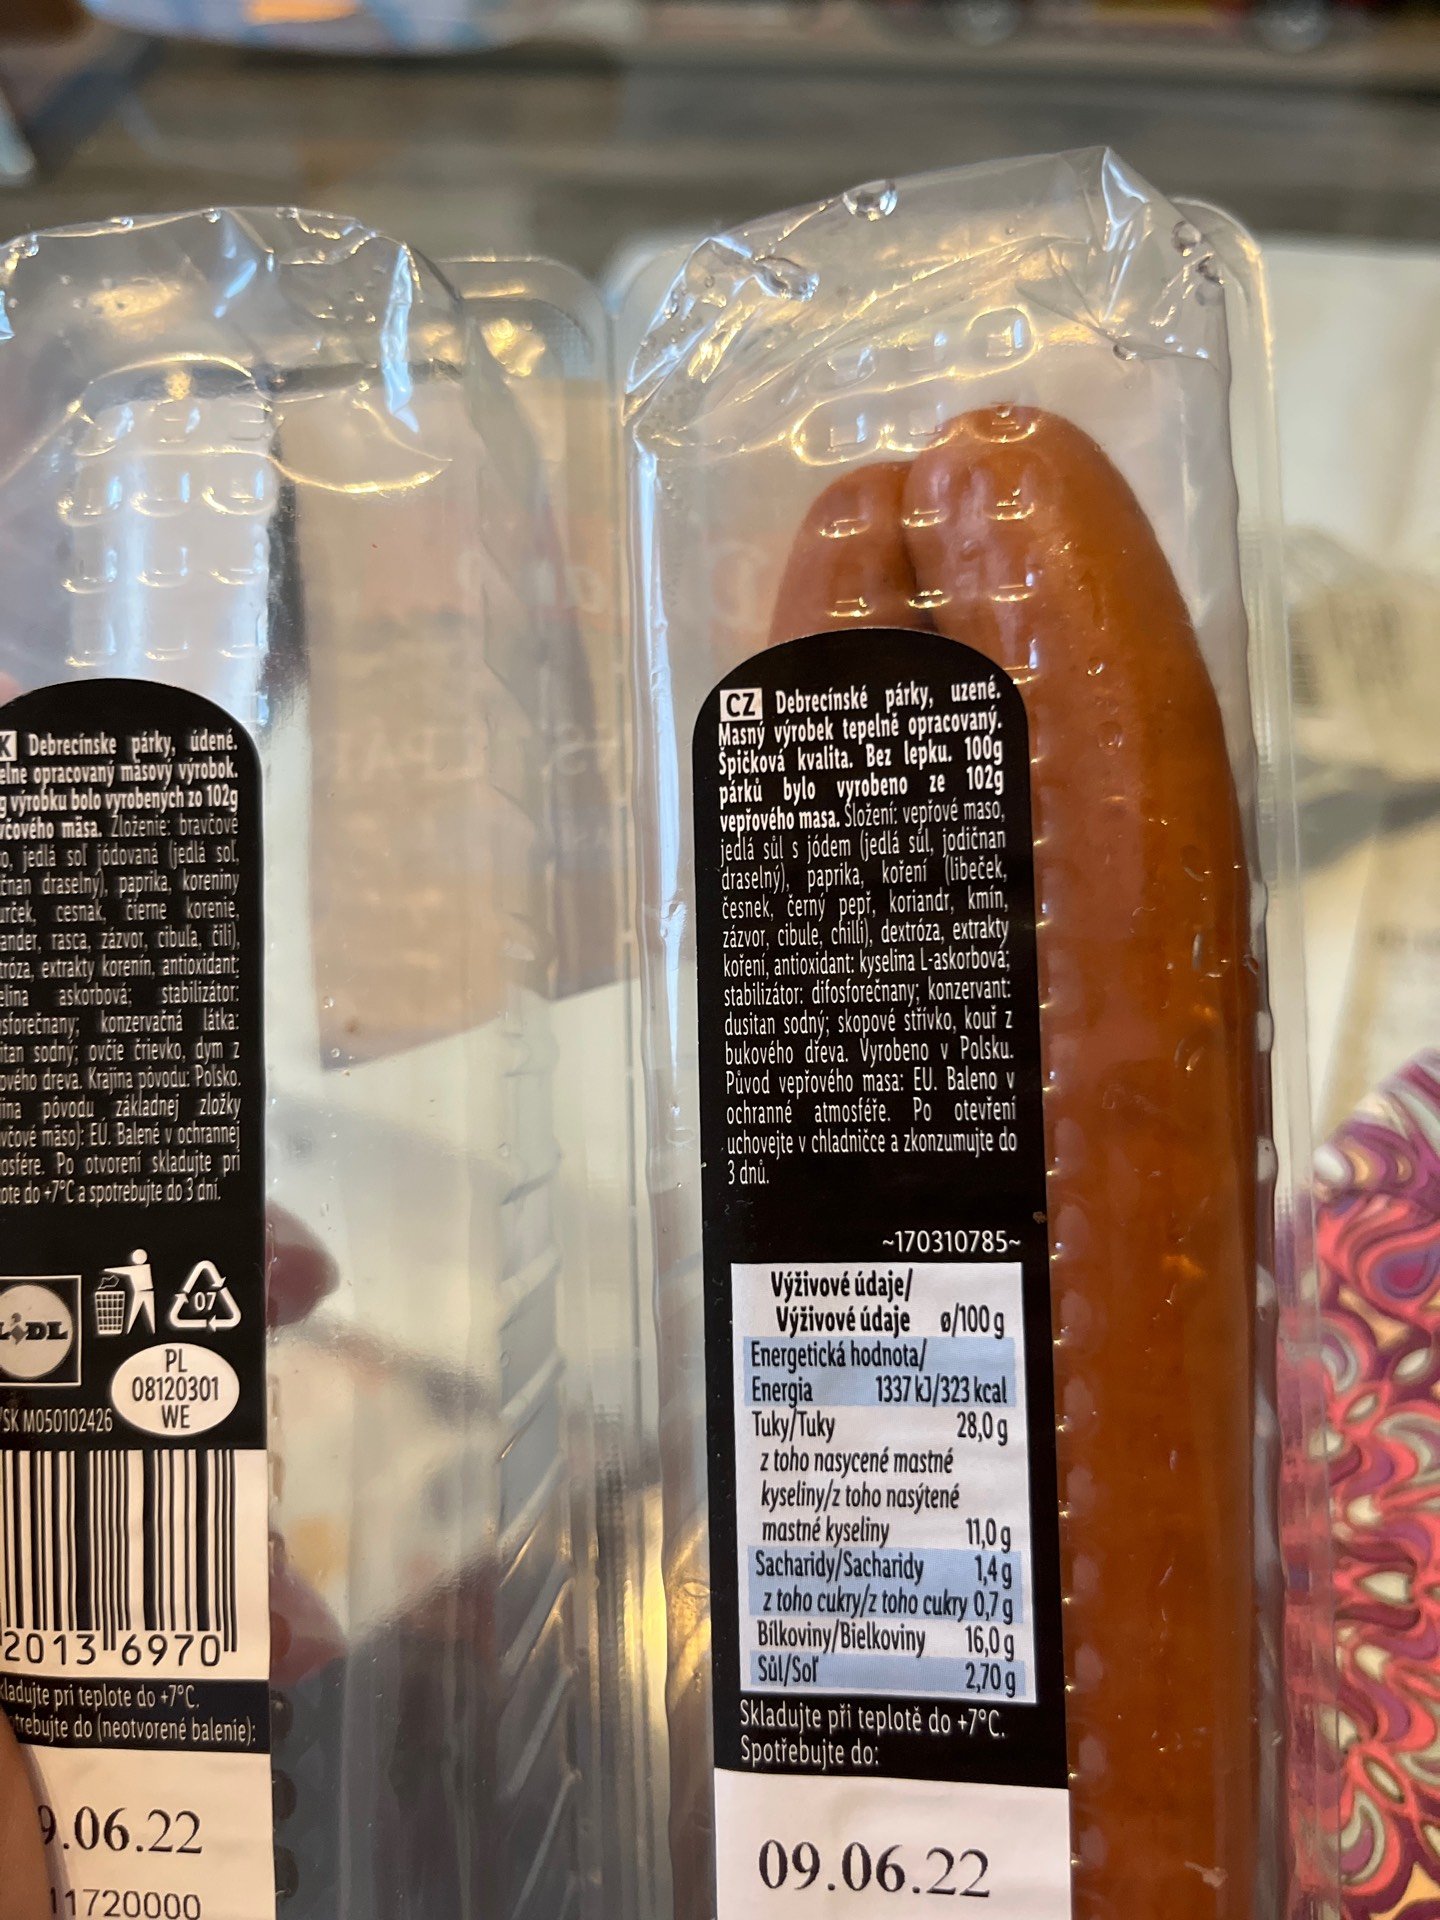 Debrecínske párky, údené.
opracovaný mäsový výrobok.
výrobku bolo vyrobených zo 102g
mäsa. Zloženie: bravčové
jedlá soľ jódovaná (jedlá soľ,
draselný), paprika, koreniny
cesnak, čierne korenie,
rasca, zázvor, cibuľa, čili),
extrakty korenín, antioxidant:
askorbová; stabilizátor:
konzervačná látka:
sodný; ovčie črievko, dym z
dreva. Krajina pôvodu: Poľsko.
pôvodu základnej zložky
mäso): EÚ. Balené v ochrannej
Po otvorení skladujte pri
do +7°C a spotrebujte do 3 dní.
LIDL
07
PL
08120301
WE
SK M050102426
2013 6970
pri teplote do +7°C.
do (neotvorené balenie):
9.06.22
11720000
CZ Debrecínské párky, uzené.
Masný výrobek tepelně opracovaný.
Špičková kvalita. Bez lepku. 100g
párků bylo vyrobeno ze 102g
vepřového masa. Složení: vepřové maso,
jedlá sůl s jódem (jedlá sůl, jodičnan
draselný), paprika, koření (libeček,
česnek, černý pepř, koriandr, kmín,
zázvor, cibule, chilli), dextróza, extrakty
koření, antioxidant: kyselina L-askorbová;
stabilizátor: difosforečnany; konzervant:
dusitan sodný; skopové střívko, kouř z
bukového dřeva. Vyrobeno v Polsku.
Původ vepřového masa: EU. Baleno v
ochranné atmosféře. Po otevření
uchovejte v chladničce a zkonzumujte do
3 dnů.
~170310785~
Výživové údaje/
Výživové údaje ø/100 g
Energetická hodnota/
Energia 1337 kJ/323 kcal
Tuky/Tuky 28,0 g
z toho nasycené mastné
kyseliny/z toho nasýtené
mastné kyseliny 11,0 g
Sacharidy/Sacharidy 1,4 g
z toho cukry/z toho cukry 0,7 g
Bílkoviny/Bielkoviny 16,0 g
Sůl/Soľ 2,70 g
Skladujte při teplotě do +7°C.
Spotřebujte do:
09.06.22